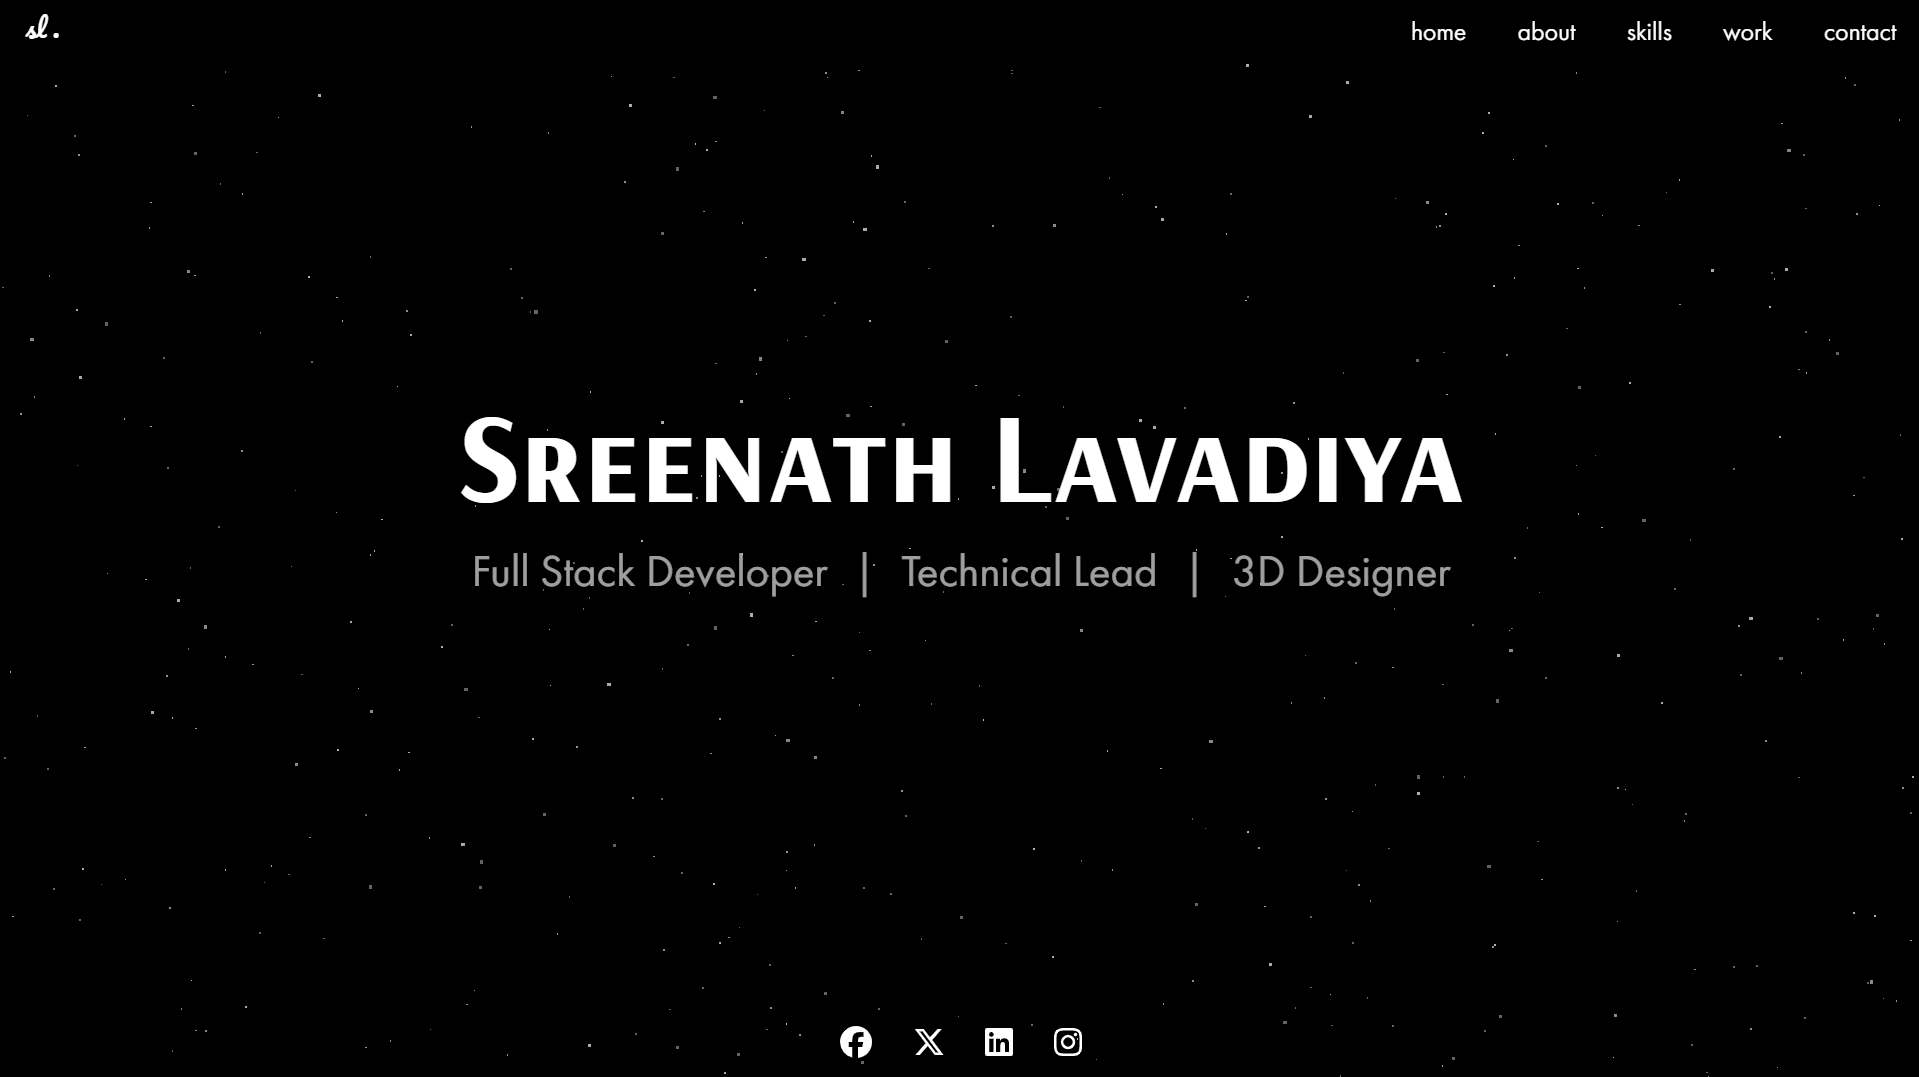 sl.
home about skills work contact
Sreenath Lavadiya
Full Stack Developer | Technical Lead | 3D Designer